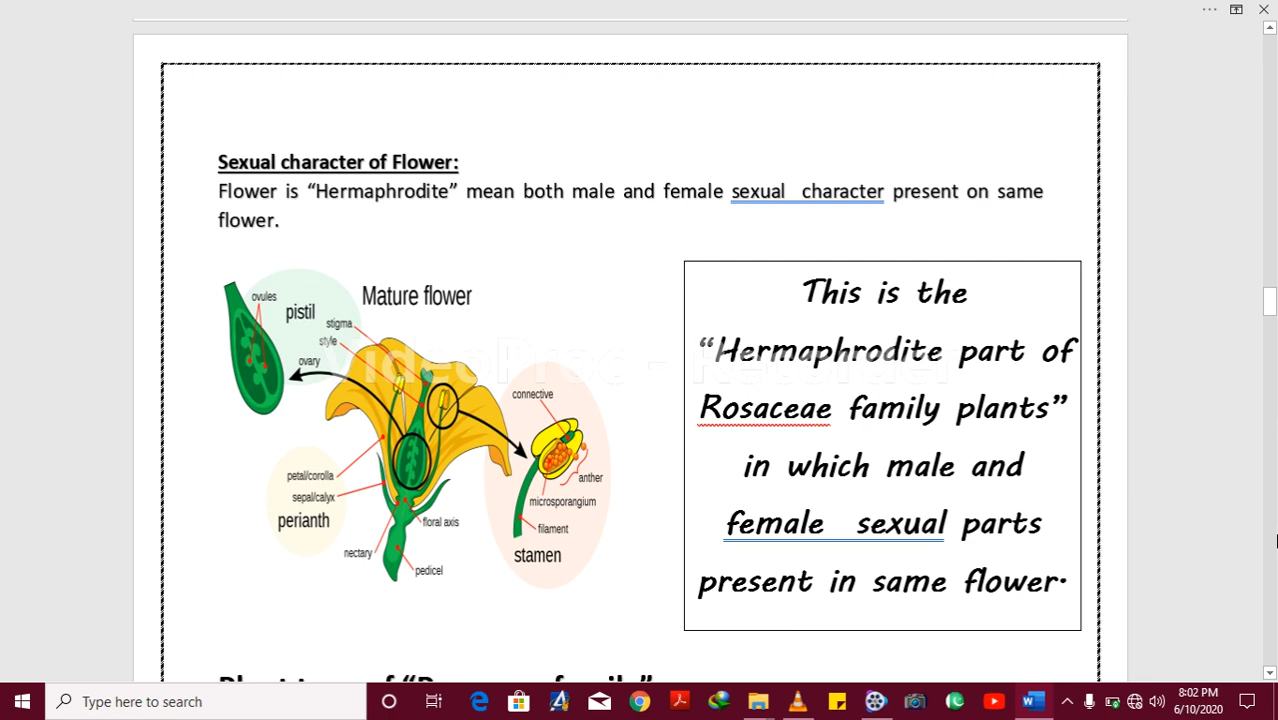 Sexual character of Flower:
Flower is “Hermaphrodite” mean both male and female sexual character present on same
flower.
Mature flower
ovules
pistil
stigma
style
ovary
connective
anther
microsporangium
filament
stamen
petal/corolla
sepal/calyx
perianth
floral axis
nectary
pedicel
This is the
“Hermaphrodite part of
Rosaceae family plants”
in which male and
female sexual parts
present in same flower.
VideoProc - Recorder
Type here to search
8:02 PM
6/10/2020